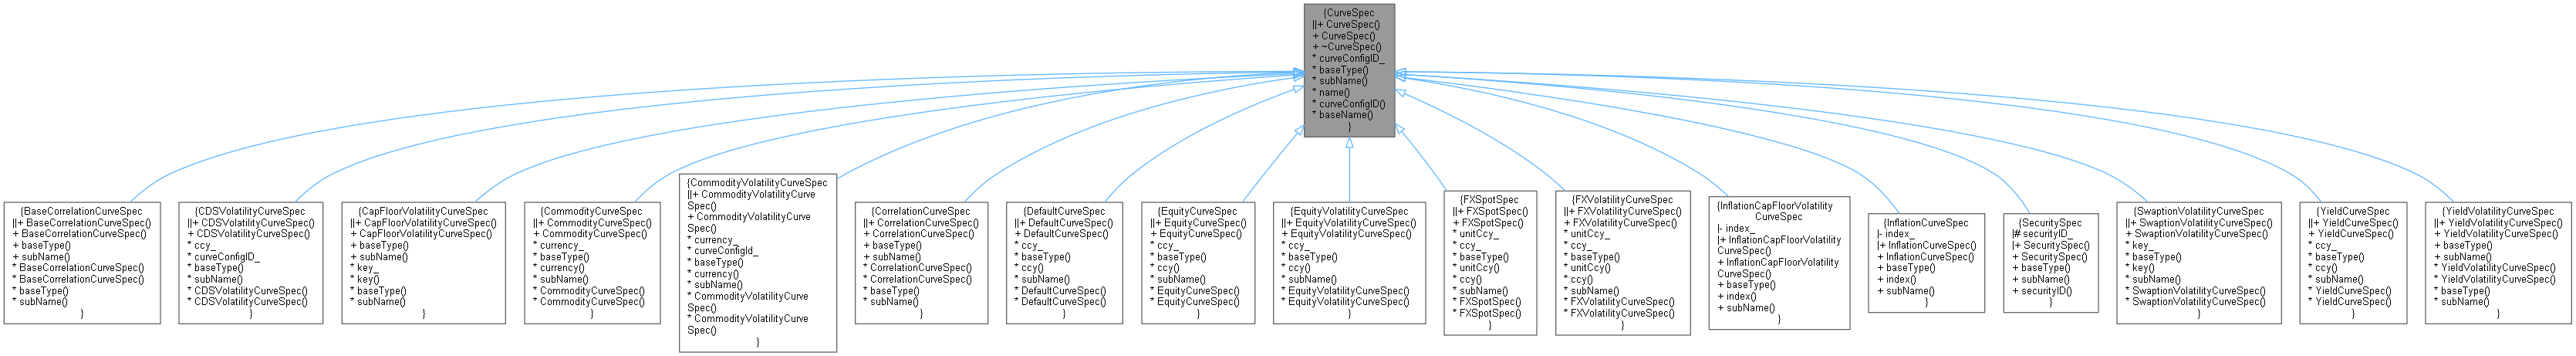 {CurveSpec
||+ CurveSpec()
+ CurveSpec()
+ ~CurveSpec()
* curveConfigID_
* baseType()
* subName()
* name()
* curveConfigID()
* baseName()
}
{BaseCorrelationCurveSpec
||+ BaseCorrelationCurveSpec()
+ BaseCorrelationCurveSpec()
+ baseType()
+ subName()
* BaseCorrelationCurveSpec()
* BaseCorrelationCurveSpec()
* baseType()
* subName()
}
{CDSVolatilityCurveSpec
||+ CDSVolatilityCurveSpec()
+ CDSVolatilityCurveSpec()
* ccy_
* curveConfigID_
* baseType()
* subName()
* CDSVolatilityCurveSpec()
* CDSVolatilityCurveSpec()
}
{CapFloorVolatilityCurveSpec
||+ CapFloorVolatilityCurveSpec()
+ CapFloorVolatilityCurveSpec()
+ baseType()
+ subName()
* key_
* key()
* baseType()
* subName()
}
{CommodityCurveSpec
||+ CommodityCurveSpec()
+ CommodityCurveSpec()
* currency_
* baseType()
* currency()
* subName()
* CommodityCurveSpec()
* CommodityCurveSpec()
}
{CommodityVolatilityCurveSpec
||+ CommodityVolatilityCurve
Spec()
+ CommodityVolatilityCurve
Spec()
* currency_
* curveConfigId_
* baseType()
* currency()
* subName()
* CommodityVolatilityCurve
Spec()
* CommodityVolatilityCurve
Spec()
}
{CorrelationCurveSpec
||+ CorrelationCurveSpec()
+ CorrelationCurveSpec()
+ baseType()
+ subName()
* CorrelationCurveSpec()
* CorrelationCurveSpec()
* baseType()
* subName()
}
{DefaultCurveSpec
||+ DefaultCurveSpec()
+ DefaultCurveSpec()
* ccy_
* baseType()
* ccy()
* subName()
* DefaultCurveSpec()
* DefaultCurveSpec()
}
{EquityCurveSpec
||+ EquityCurveSpec()
+ EquityCurveSpec()
* ccy_
* baseType()
* ccy()
* subName()
* EquityCurveSpec()
* EquityCurveSpec()
}
{EquityVolatilityCurveSpec
||+ EquityVolatilityCurveSpec()
+ EquityVolatilityCurveSpec()
* ccy_
* baseType()
* ccy()
* subName()
* EquityVolatilityCurveSpec()
* EquityVolatilityCurveSpec()
}
{FXSpotSpec
||+ FXSpotSpec()
+ FXSpotSpec()
* unitCcy_
* ccy_
* baseType()
* unitCcy()
* ccy()
* subName()
* FXSpotSpec()
* FXSpotSpec()
}
{FXVolatilityCurveSpec
||+ FXVolatilityCurveSpec()
+ FXVolatilityCurveSpec()
* unitCcy_
* ccy_
* baseType()
* unitCcy()
* ccy()
* subName()
* FXVolatilityCurveSpec()
* FXVolatilityCurveSpec()
}
{InflationCapFloorVolatility
CurveSpec
|- index_
|+ InflationCapFloorVolatility
CurveSpec()
+ InflationCapFloorVolatility
CurveSpec()
+ baseType()
+ index()
+ subName()
}
{InflationCurveSpec
|- index_
|+ InflationCurveSpec()
+ InflationCurveSpec()
+ baseType()
+ index()
+ subName()
}
{SecuritySpec
|# securityID_
|+ SecuritySpec()
+ SecuritySpec()
+ baseType()
+ subName()
+ securityID()
}
{SwaptionVolatilityCurveSpec
||+ SwaptionVolatilityCurveSpec()
+ SwaptionVolatilityCurveSpec()
* key_
* baseType()
* key()
* subName()
* SwaptionVolatilityCurveSpec()
* SwaptionVolatilityCurveSpec()
}
{YieldCurveSpec
||+ YieldCurveSpec()
+ YieldCurveSpec()
* ccy_
* baseType()
* ccy()
* subName()
* YieldCurveSpec()
* YieldCurveSpec()
}
{YieldVolatilityCurveSpec
||+ YieldVolatilityCurveSpec()
+ YieldVolatilityCurveSpec()
+ baseType()
+ subName()
* YieldVolatilityCurveSpec()
* YieldVolatilityCurveSpec()
* baseType()
* subName()
}